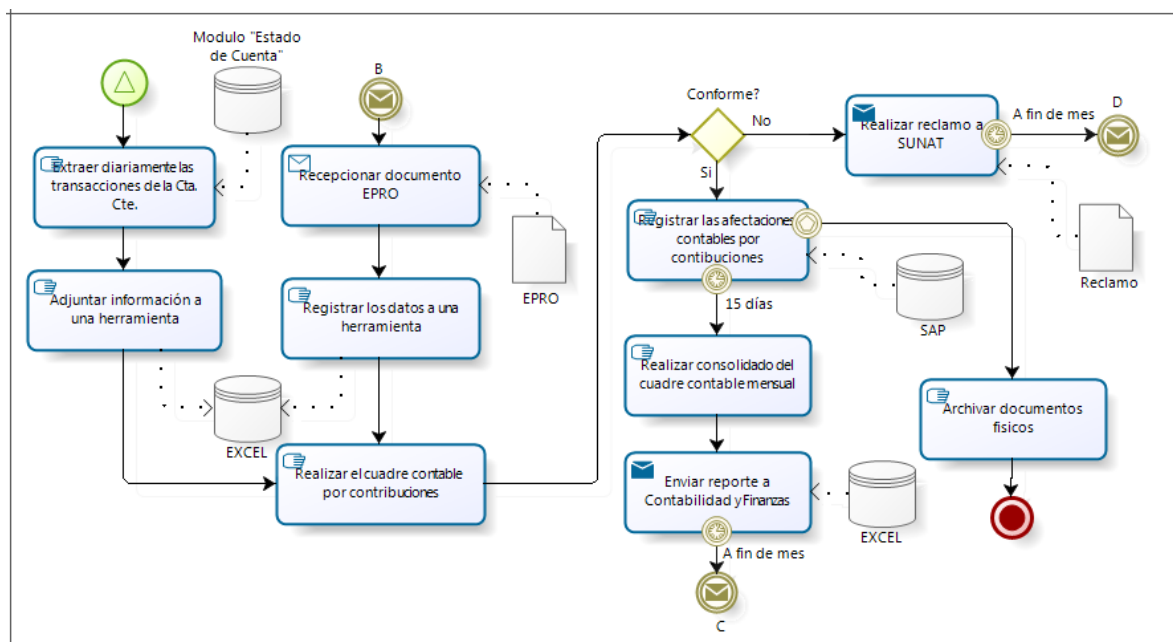 Modulo "Estado
de Cuenta"
Extraer diariamente las
transacciones de la Cta.
Cte.
Adjuntar información a
una herramienta
B
Recepcionar documento
EPRO
EPRO
Registrar los datos a una
herramienta
EXCEL
Realizar el cuadre contable
por contribuciones
Conforme?
No
Si
Realizar reclamo a
SUNAT
A fin de mes
D
Reclamo
Registrar las afectaciones
contables por
contibuciones
SAP
15 días
Realizar consolidado del
cuadre contable mensual
Archivar documentos
fisicos
Enviar reporte a
Contabilidad y Finanzas
EXCEL
A fin de mes
C